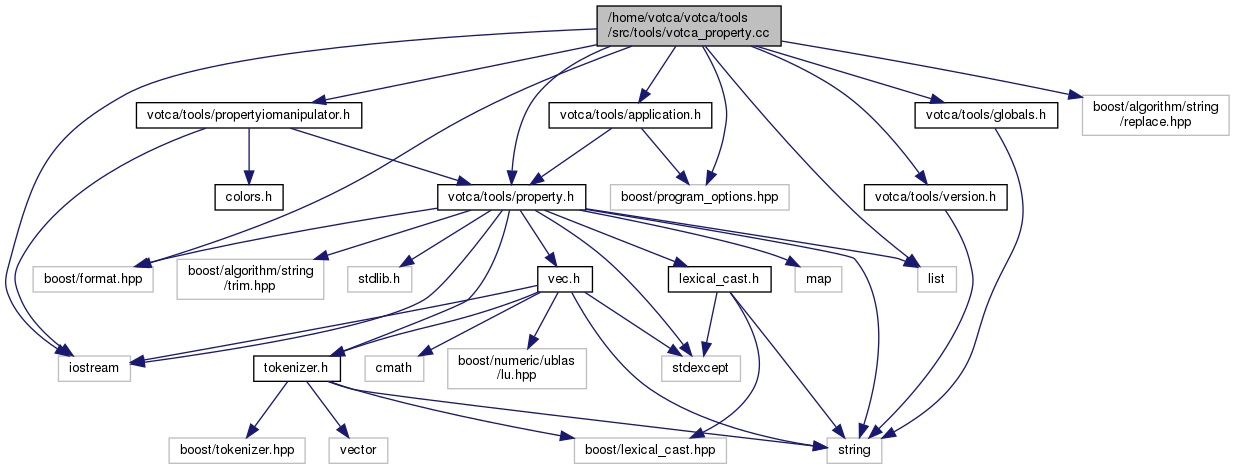 /home/votca/votca/tools
/src/tools/votca_property.cc
votca/tools/propertyiomanipulator.h
votca/tools/application.h
votca/tools/globals.h
boost/algorithm/string
/replace.hpp
colors.h
votca/tools/property.h
boost/program_options.hpp
votca/tools/version.h
boost/format.hpp
boost/algorithm/string
/trim.hpp
stdlib.h
vec.h
lexical_cast.h
map
list
iostream
tokenizer.h
cmath
boost/numeric/ublas
/lu.hpp
stdexcept
boost/tokenizer.hpp
vector
boost/lexical_cast.hpp
string